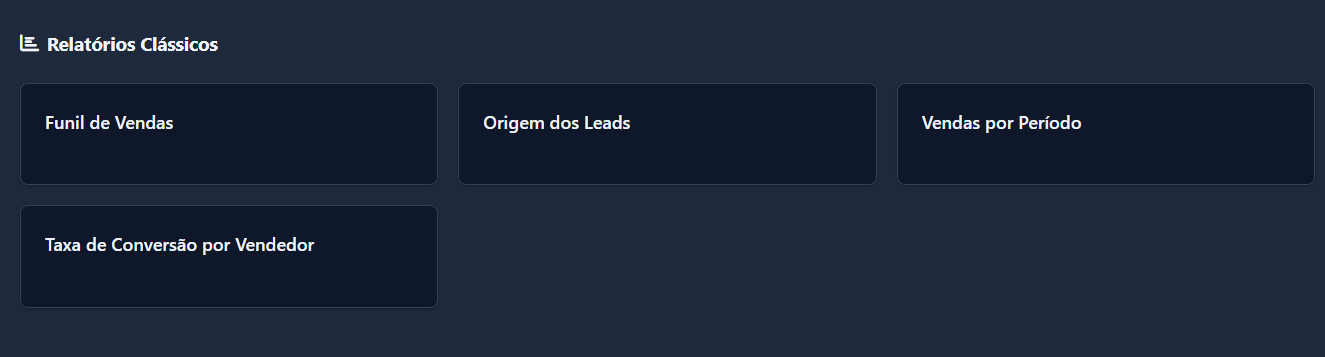 Relatórios Clássicos
Funil de Vendas
Origem dos Leads
Vendas por Período
Taxa de Conversão por Vendedor